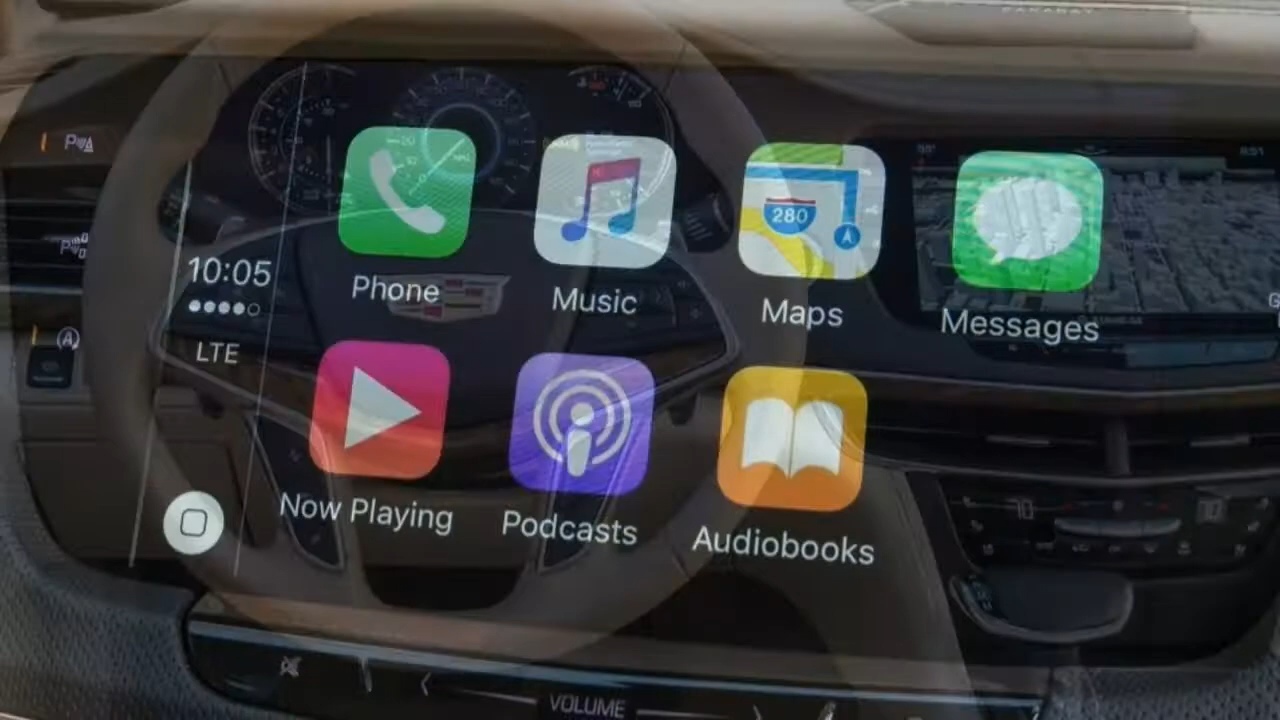 10:05
LTE
Phone
Music
280
Maps
Messages
Now Playing
Podcasts
Audiobooks
VOLUME